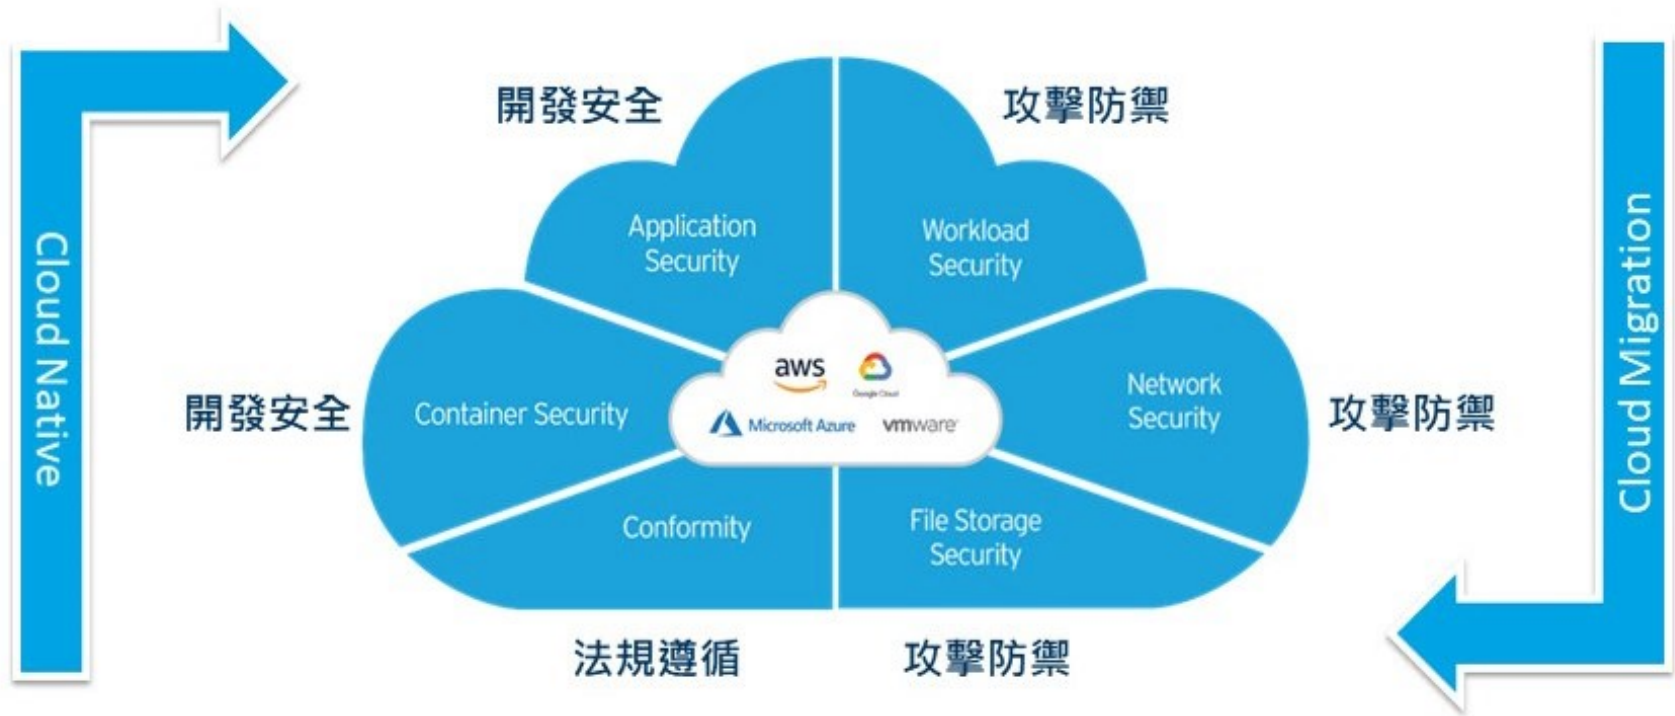 開發安全
攻擊防禦
Application
Security
Workload
Security
Cloud Native
Cloud Migration
開發安全
Container Security
aws
Google Cloud
Microsoft Azure
vmware
Network
Security
攻擊防禦
Conformity
File Storage
Security
法規遵循
攻擊防禦